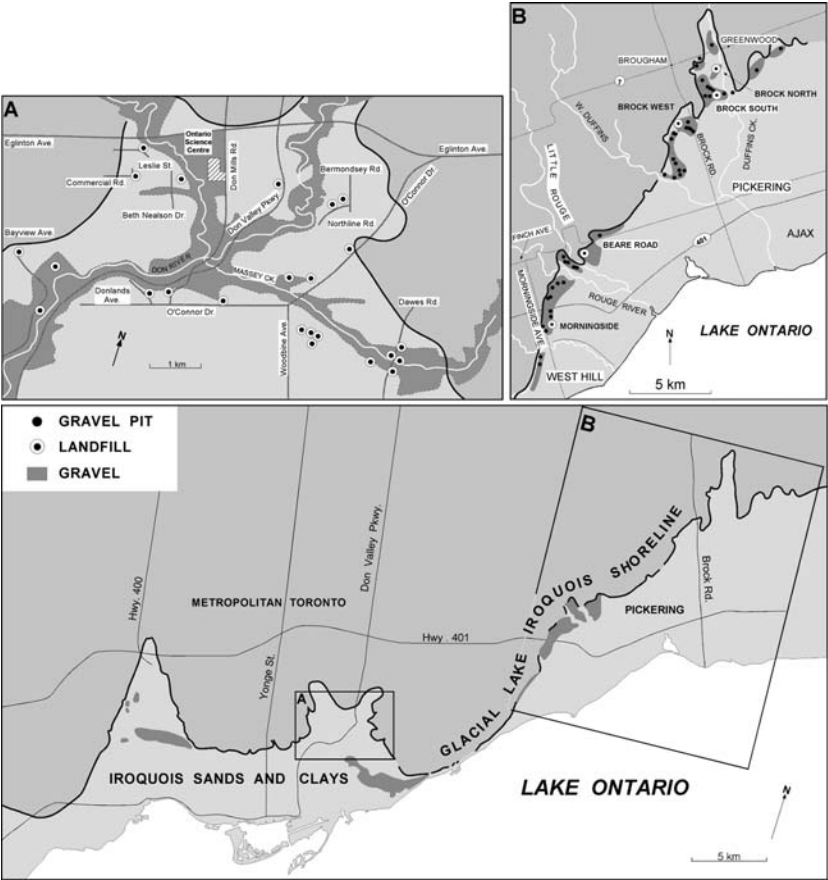 A
Eglinton Ave.
Ontario
Science
Centre
Don Mills Rd.
Leslie St.
Commercial Rd.
Beth Nealson Dr.
Don Valley Pkwy.
Bermondsey Rd.
O'Connor Dr.
Eglinton Ave.
Northline Rd.
Bayview Ave.
DON RIVER
MASSEY CK.
Donlands
Ave.
O'Connor Dr.
Woodbine Ave.
Dawes Rd.
N
1 km
B
GREENWOOD
BROUGHAM
7
W. DUFFINS
BROCK WEST
BROCK NORTH
BROCK SOUTH
BROCK RD.
DUFFINS CK.
LITTLE ROUGE
PICKERING
FINCH AVE.
401
BEARE ROAD
AJAX
ROUGE RIVER
MORNINGSIDE AVE.
MORNINGSIDE
N
LAKE ONTARIO
WEST HILL
5 km
GRAVEL PIT
LANDFILL
GRAVEL
B
Hwy. 400
METROPOLITAN TORONTO
Yonge St.
Don Valley Pkwy.
Hwy. 401
GLACIAL LAKE IROQUOIS SHORELINE
PICKERING
Brock Rd.
A
IROQUOIS SANDS AND CLAYS
LAKE ONTARIO
N
5 km